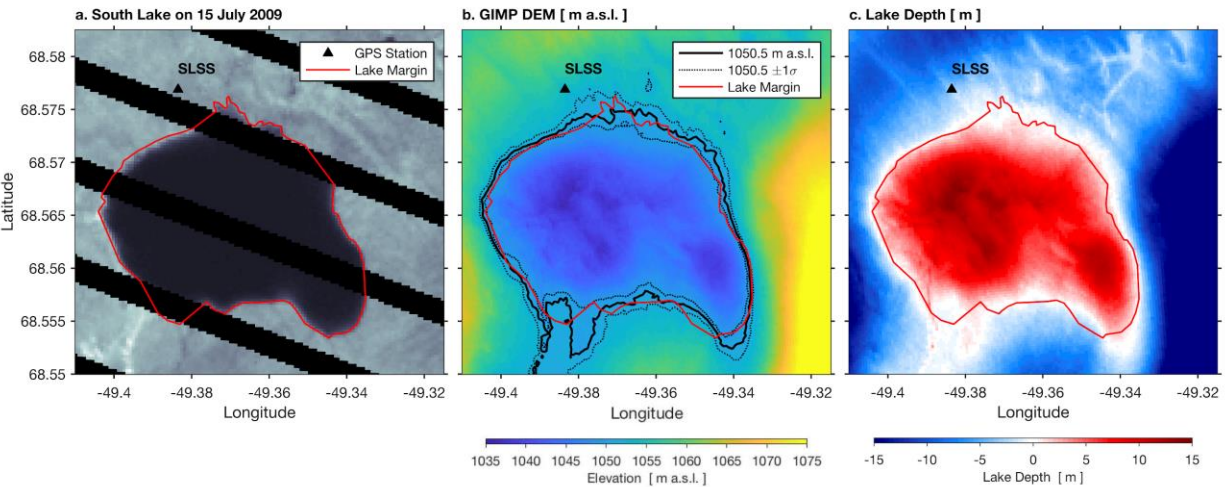 a. South Lake on 15 July 2009
GPS Station
Lake Margin
SLSS
68.58
68.575
68.57
68.565
68.56
68.555
68.55
Latitude
-49.4
-49.38
-49.36
-49.34
-49.32
Longitude
b. GIMP DEM [ m a.s.l. ]
1050.5 m a.s.l.
1050.5 ±1σ
Lake Margin
SLSS
-49.4
-49.38
-49.36
-49.34
-49.32
Longitude
1035
1040
1045
1050
1055
1060
1065
1070
1075
Elevation [ m a.s.l. ]
c. Lake Depth [ m ]
SLSS
-49.4
-49.38
-49.36
-49.34
-49.32
Longitude
-15
-10
-5
0
5
10
15
Lake Depth [ m ]